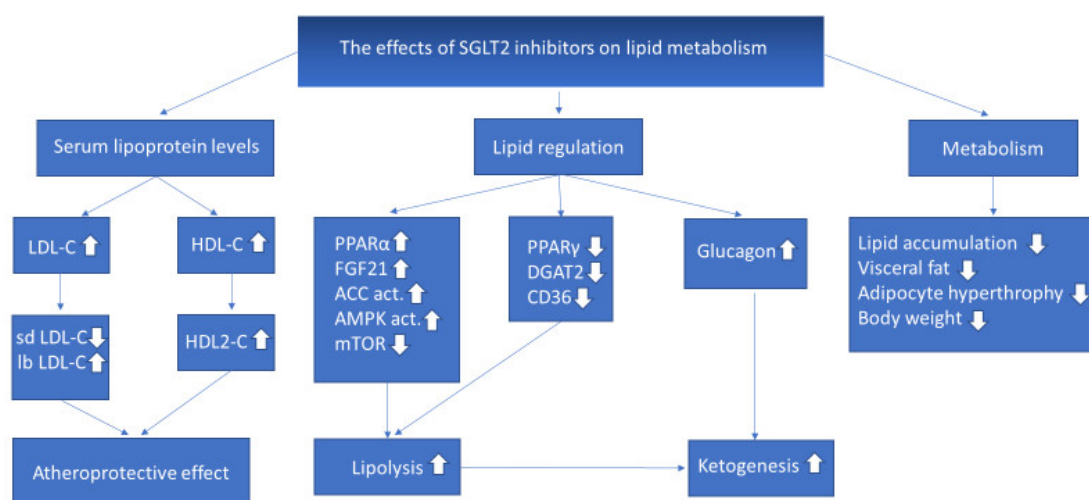 The effects of SGLT2 inhibitors on lipid metabolism
Serum lipoprotein levels
Lipid regulation
Metabolism
LDL-C
HDL-C
PPARα
FGF21
ACC act.
AMPK act.
mTOR
PPARγ
DGAT2
CD36
Glucagon
Lipid accumulation
Visceral fat
Adipocyte hyperthrophy
Body weight
sd LDL-C
lb LDL-C
HDL2-C
Atheroprotective effect
Lipolysis
Ketogenesis